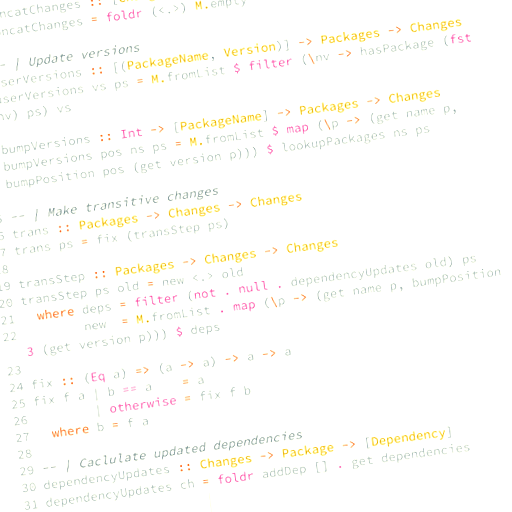 ncatChanges ::
ncatChanges = foldr (<.>) M.empty
-- | Update versions
serVersions :: [(PackageName, Version)] -> Packages -> Changes
serVersions vs ps = M.fromList $ filter (\nv -> hasPackage (fst
nv) ps) vs
bumpVersions :: Int -> [PackageName] -> Packages -> Changes
bumpVersions pos ns ps = M.fromList $ map (\p -> (get name p,
bumpPosition pos (get version p))) $ lookupPackages ns ps
-- | Make transitive changes
6 trans :: Packages -> Changes -> Changes
7 trans ps = fix (transStep ps)
8
19 transStep :: Packages -> Changes -> Changes
20 transStep ps old = new <.> old
21 where deps = filter (not . null . dependencyUpdates old) ps
22 new = M.fromList . map (\p -> (get name p, bumpPosition
3 (get version p))) $ deps
23
24 fix :: (Eq a) => (a -> a) -> a -> a
25 fix f a | b == a = a
26 | otherwise = fix f b
27 where b = f a
28
29 -- | Caclulate updated dependencies
30 dependencyUpdates :: Changes -> Package -> [Dependency]
31 dependencyUpdates ch = foldr addDep [] . get dependencies